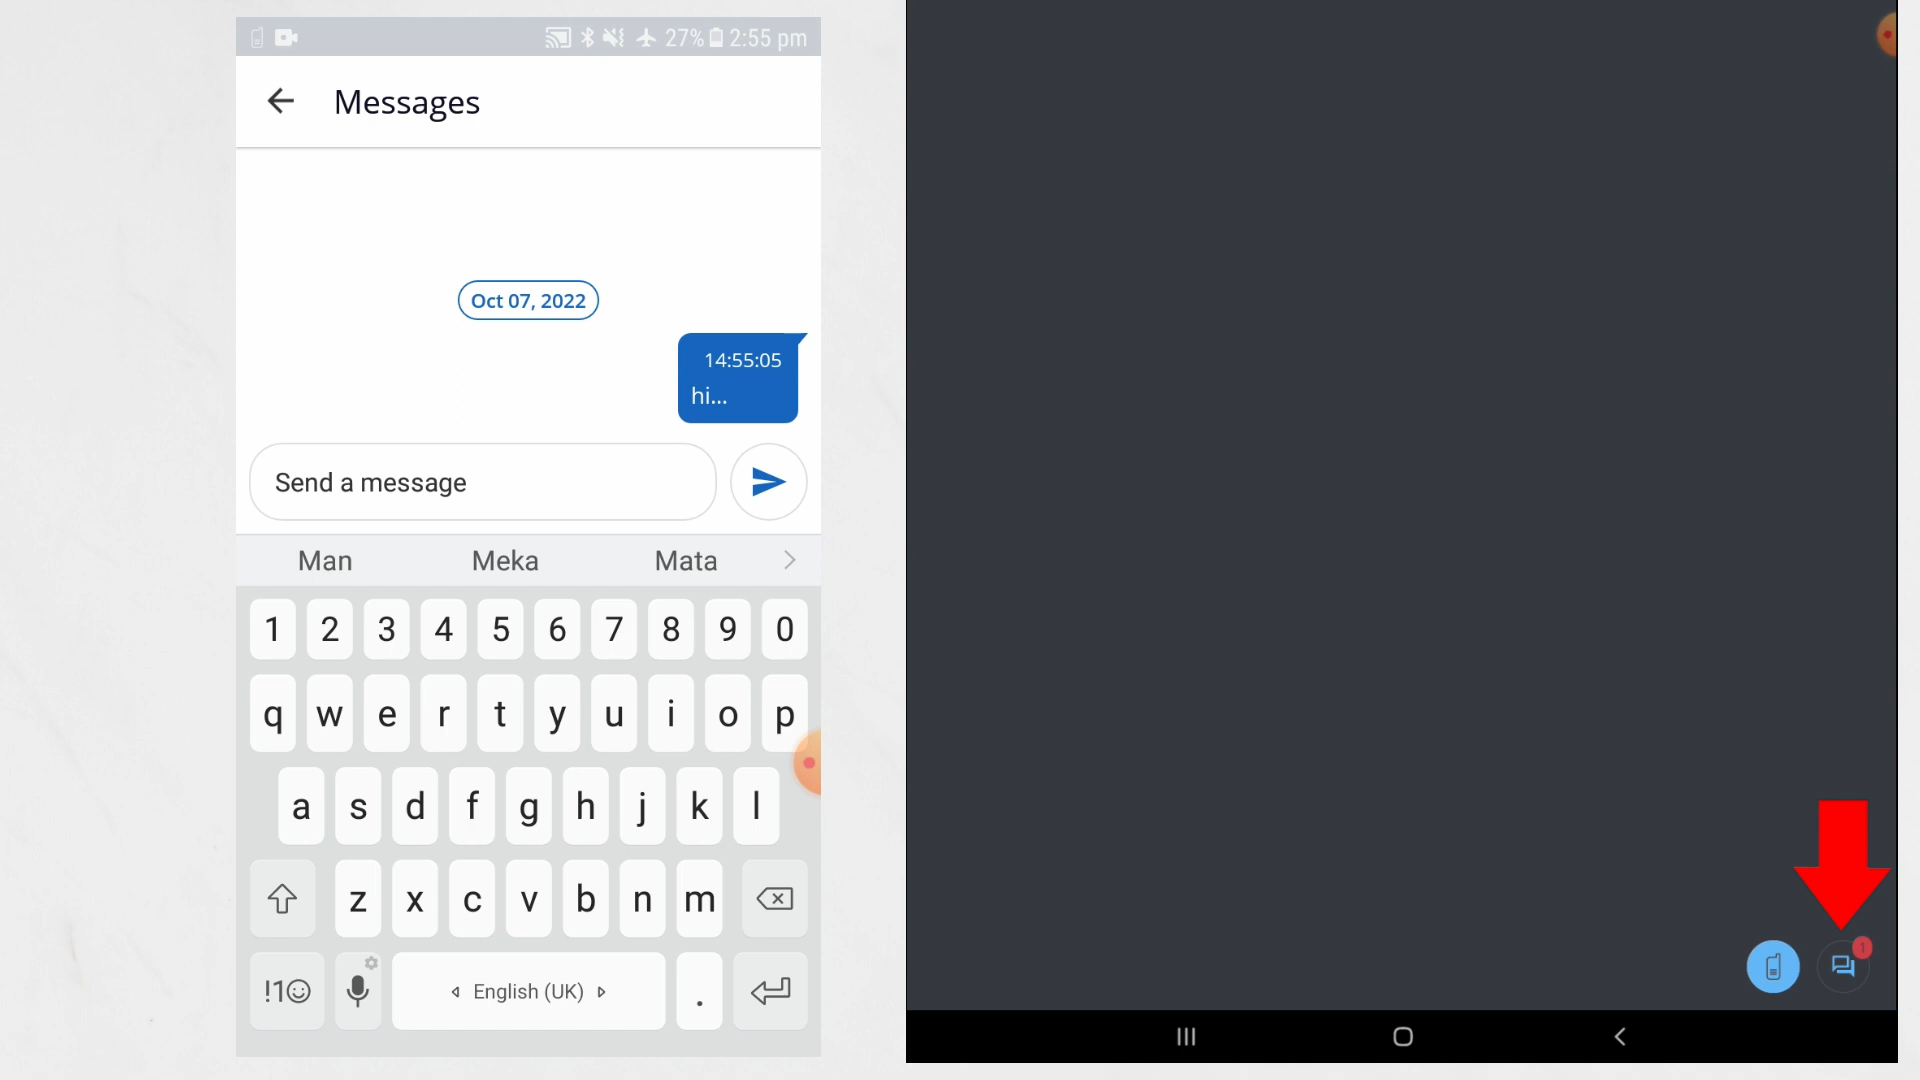 27% 2:55 pm
Messages
Oct 07, 2022
14:55:05
hi...
Send a message
Man Meka Mata
1 2 3 4 5 6 7 8 9 0
q w e r t y u i o p
a s d f g h j k l
z x c v b n m
!1☺ English (UK) .
1